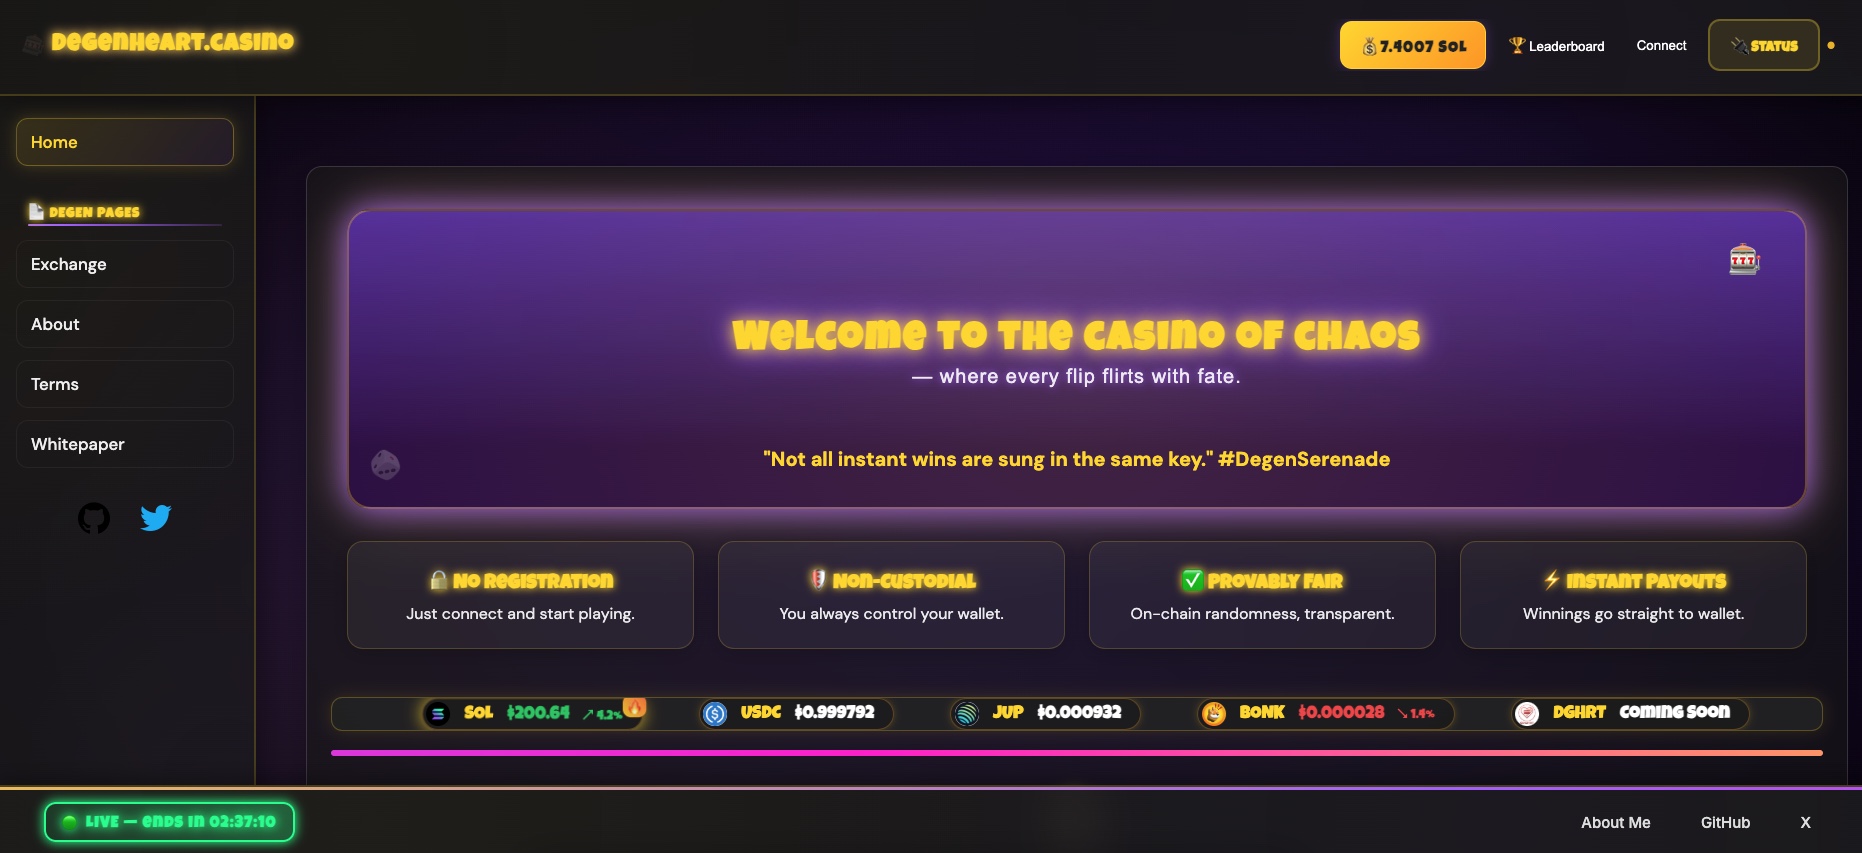 DegenHeart.Casino
7.4007 SOL
Leaderboard
Connect
STATUS
Home
DEGEN PAGES
Exchange
About
Terms
Whitepaper
777
Welcome to the Casino of Chaos
— where every flip flirts with fate.
"Not all instant wins are sung in the same key." #DegenSerenade
No Registration
Just connect and start playing.
Non-Custodial
You always control your wallet.
Provably Fair
On-chain randomness, transparent.
Instant Payouts
Winnings go straight to wallet.
SOL $200.64 ↗ 4.2%
USDC $0.999792
JUP $0.000932
BONK $0.000028 ↘ 1.4%
DGHRT Coming Soon
LIVE — ends in 02:37:10
About Me
GitHub
X